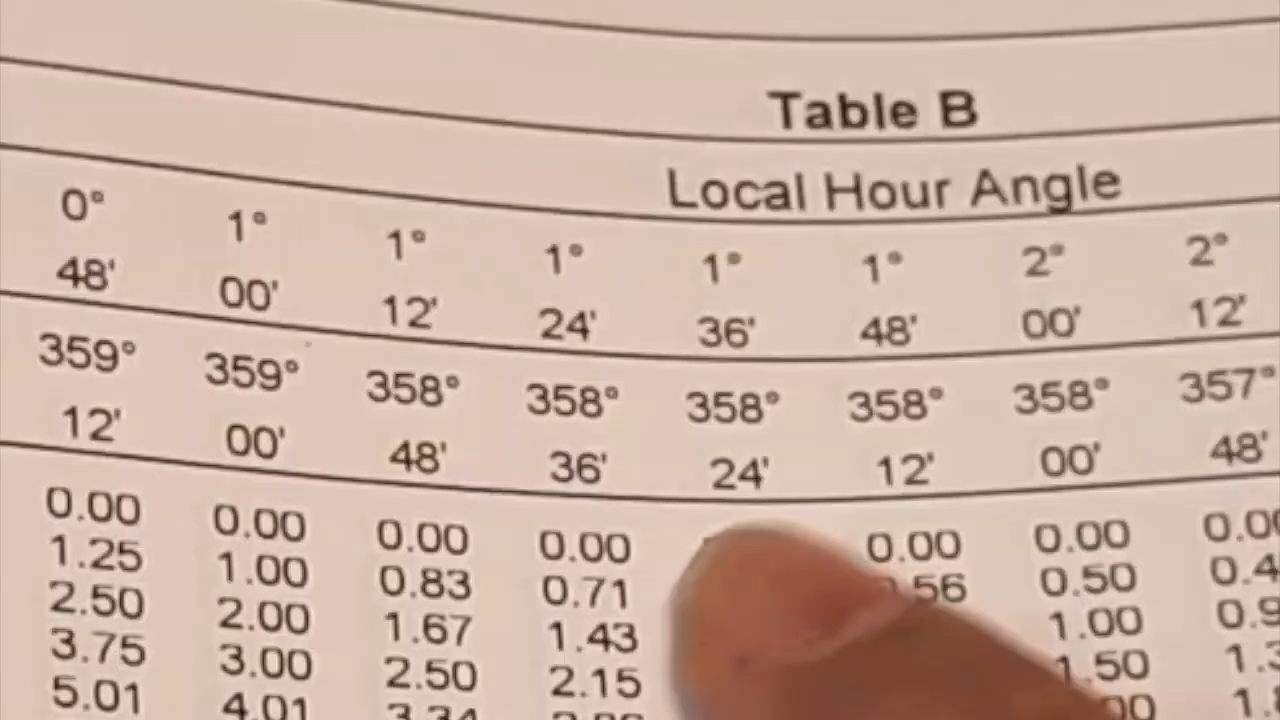 Table B
Local Hour Angle
0° 1° 1° 1° 1° 1° 2° 2°
48' 00' 12' 24' 36' 48' 00' 12'
359° 359° 358° 358° 358° 358° 358° 357°
12' 00' 48' 36' 24' 12' 00' 48'
0.00 0.00 0.00 0.00 0.00 0.00
1.25 1.00 0.83 0.71 0.50
2.50 2.00 1.67 1.43 1.00
3.75 3.00 2.50 2.15 1.50
5.01 4.01